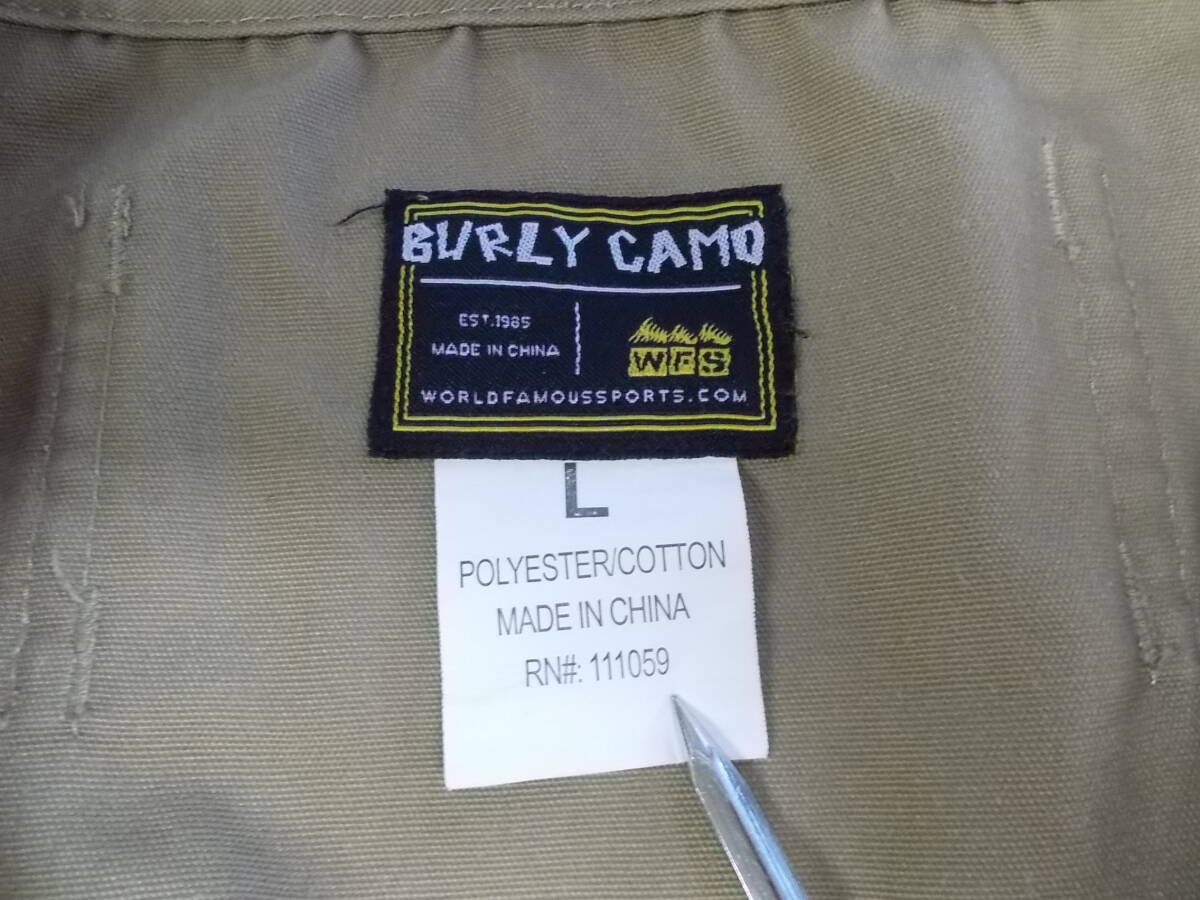 BURLY CAMO
EST.1985
MADE IN CHINA
WFS
WORLDFAMOUSSPORTS.COM
L
POLYESTER/COTTON
MADE IN CHINA
RN#: 111059